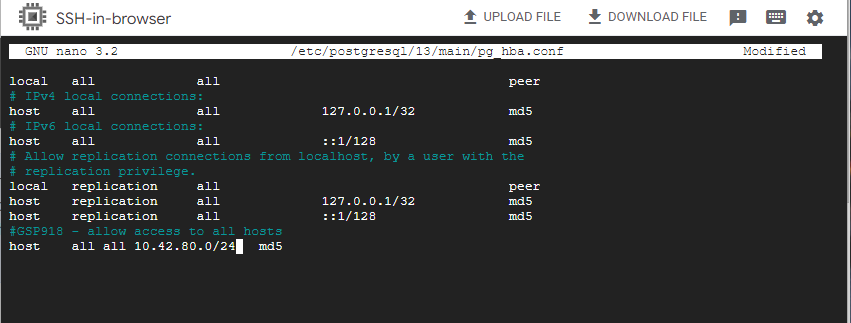 SSH-in-browser
UPLOAD FILE
DOWNLOAD FILE
GNU nano 3.2 /etc/postgresql/13/main/pg_hba.conf Modified
local all all peer
# IPv4 local connections:
host all all 127.0.0.1/32 md5
# IPv6 local connections:
host all all ::1/128 md5
# Allow replication connections from localhost, by a user with the
# replication privilege.
local replication all peer
host replication all 127.0.0.1/32 md5
host replication all ::1/128 md5
#GSP918 - allow access to all hosts
host all all 10.42.80.0/24 md5